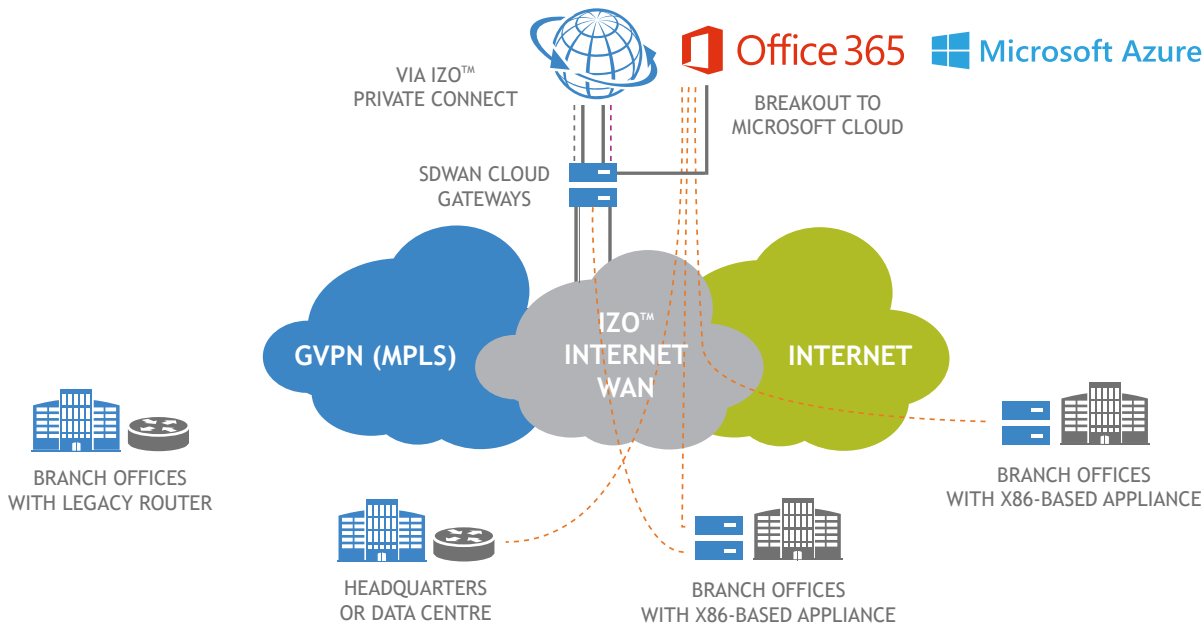 Office 365
Microsoft Azure
VIA IZO™
PRIVATE CONNECT
BREAKOUT TO
MICROSOFT CLOUD
SDWAN CLOUD
GATEWAYS
GVPN (MPLS)
IZO™
INTERNET
WAN
INTERNET
BRANCH OFFICES
WITH LEGACY ROUTER
BRANCH OFFICES
WITH X86-BASED APPLIANCE
HEADQUARTERS
OR DATA CENTRE
BRANCH OFFICES
WITH X86-BASED APPLIANCE